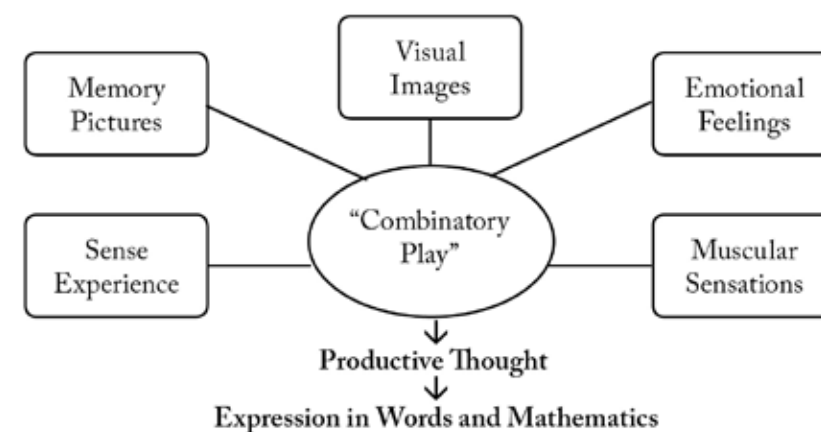 Visual
Images
Memory
Pictures
Emotional
Feelings
“Combinatory
Play”
Sense
Experience
Muscular
Sensations
Productive Thought
Expression in Words and Mathematics